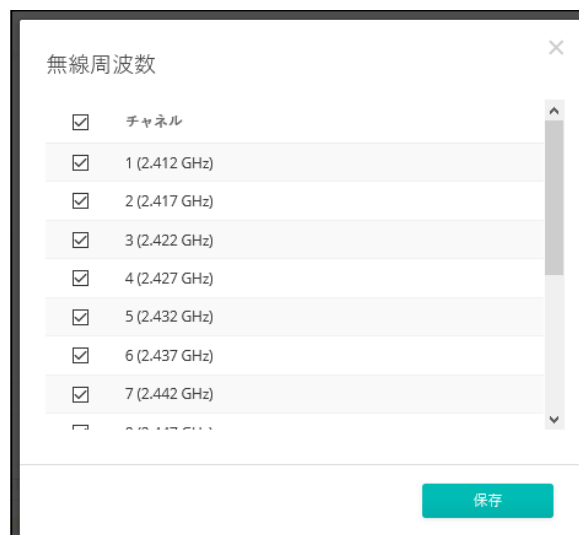 無線周波数
チャネル
1 (2.412 GHz)
2 (2.417 GHz)
3 (2.422 GHz)
4 (2.427 GHz)
5 (2.432 GHz)
6 (2.437 GHz)
7 (2.442 GHz)
保存